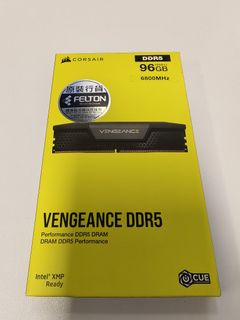 CORSAIR
DDR5
96GB
6800MHz
原裝行貨
FELTON
VENGEANCE
VENGEANCE DDR5
Performance DDR5 DRAM
DRAM DDR5 Performance
Intel® XMP
Ready
iCUE